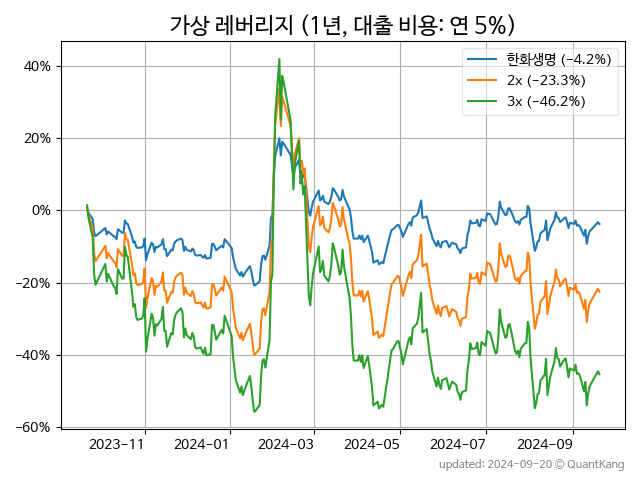 가상 레버리지 (1년, 대출 비용: 연 5%)
한화생명 (−4.2%)
2x (−23.3%)
3x (−46.2%)
40%
20%
0%
−20%
−40%
−60%
2023−11 2024−01 2024−03 2024−05 2024−07 2024−09
updated: 2024-09-20 © QuantKang